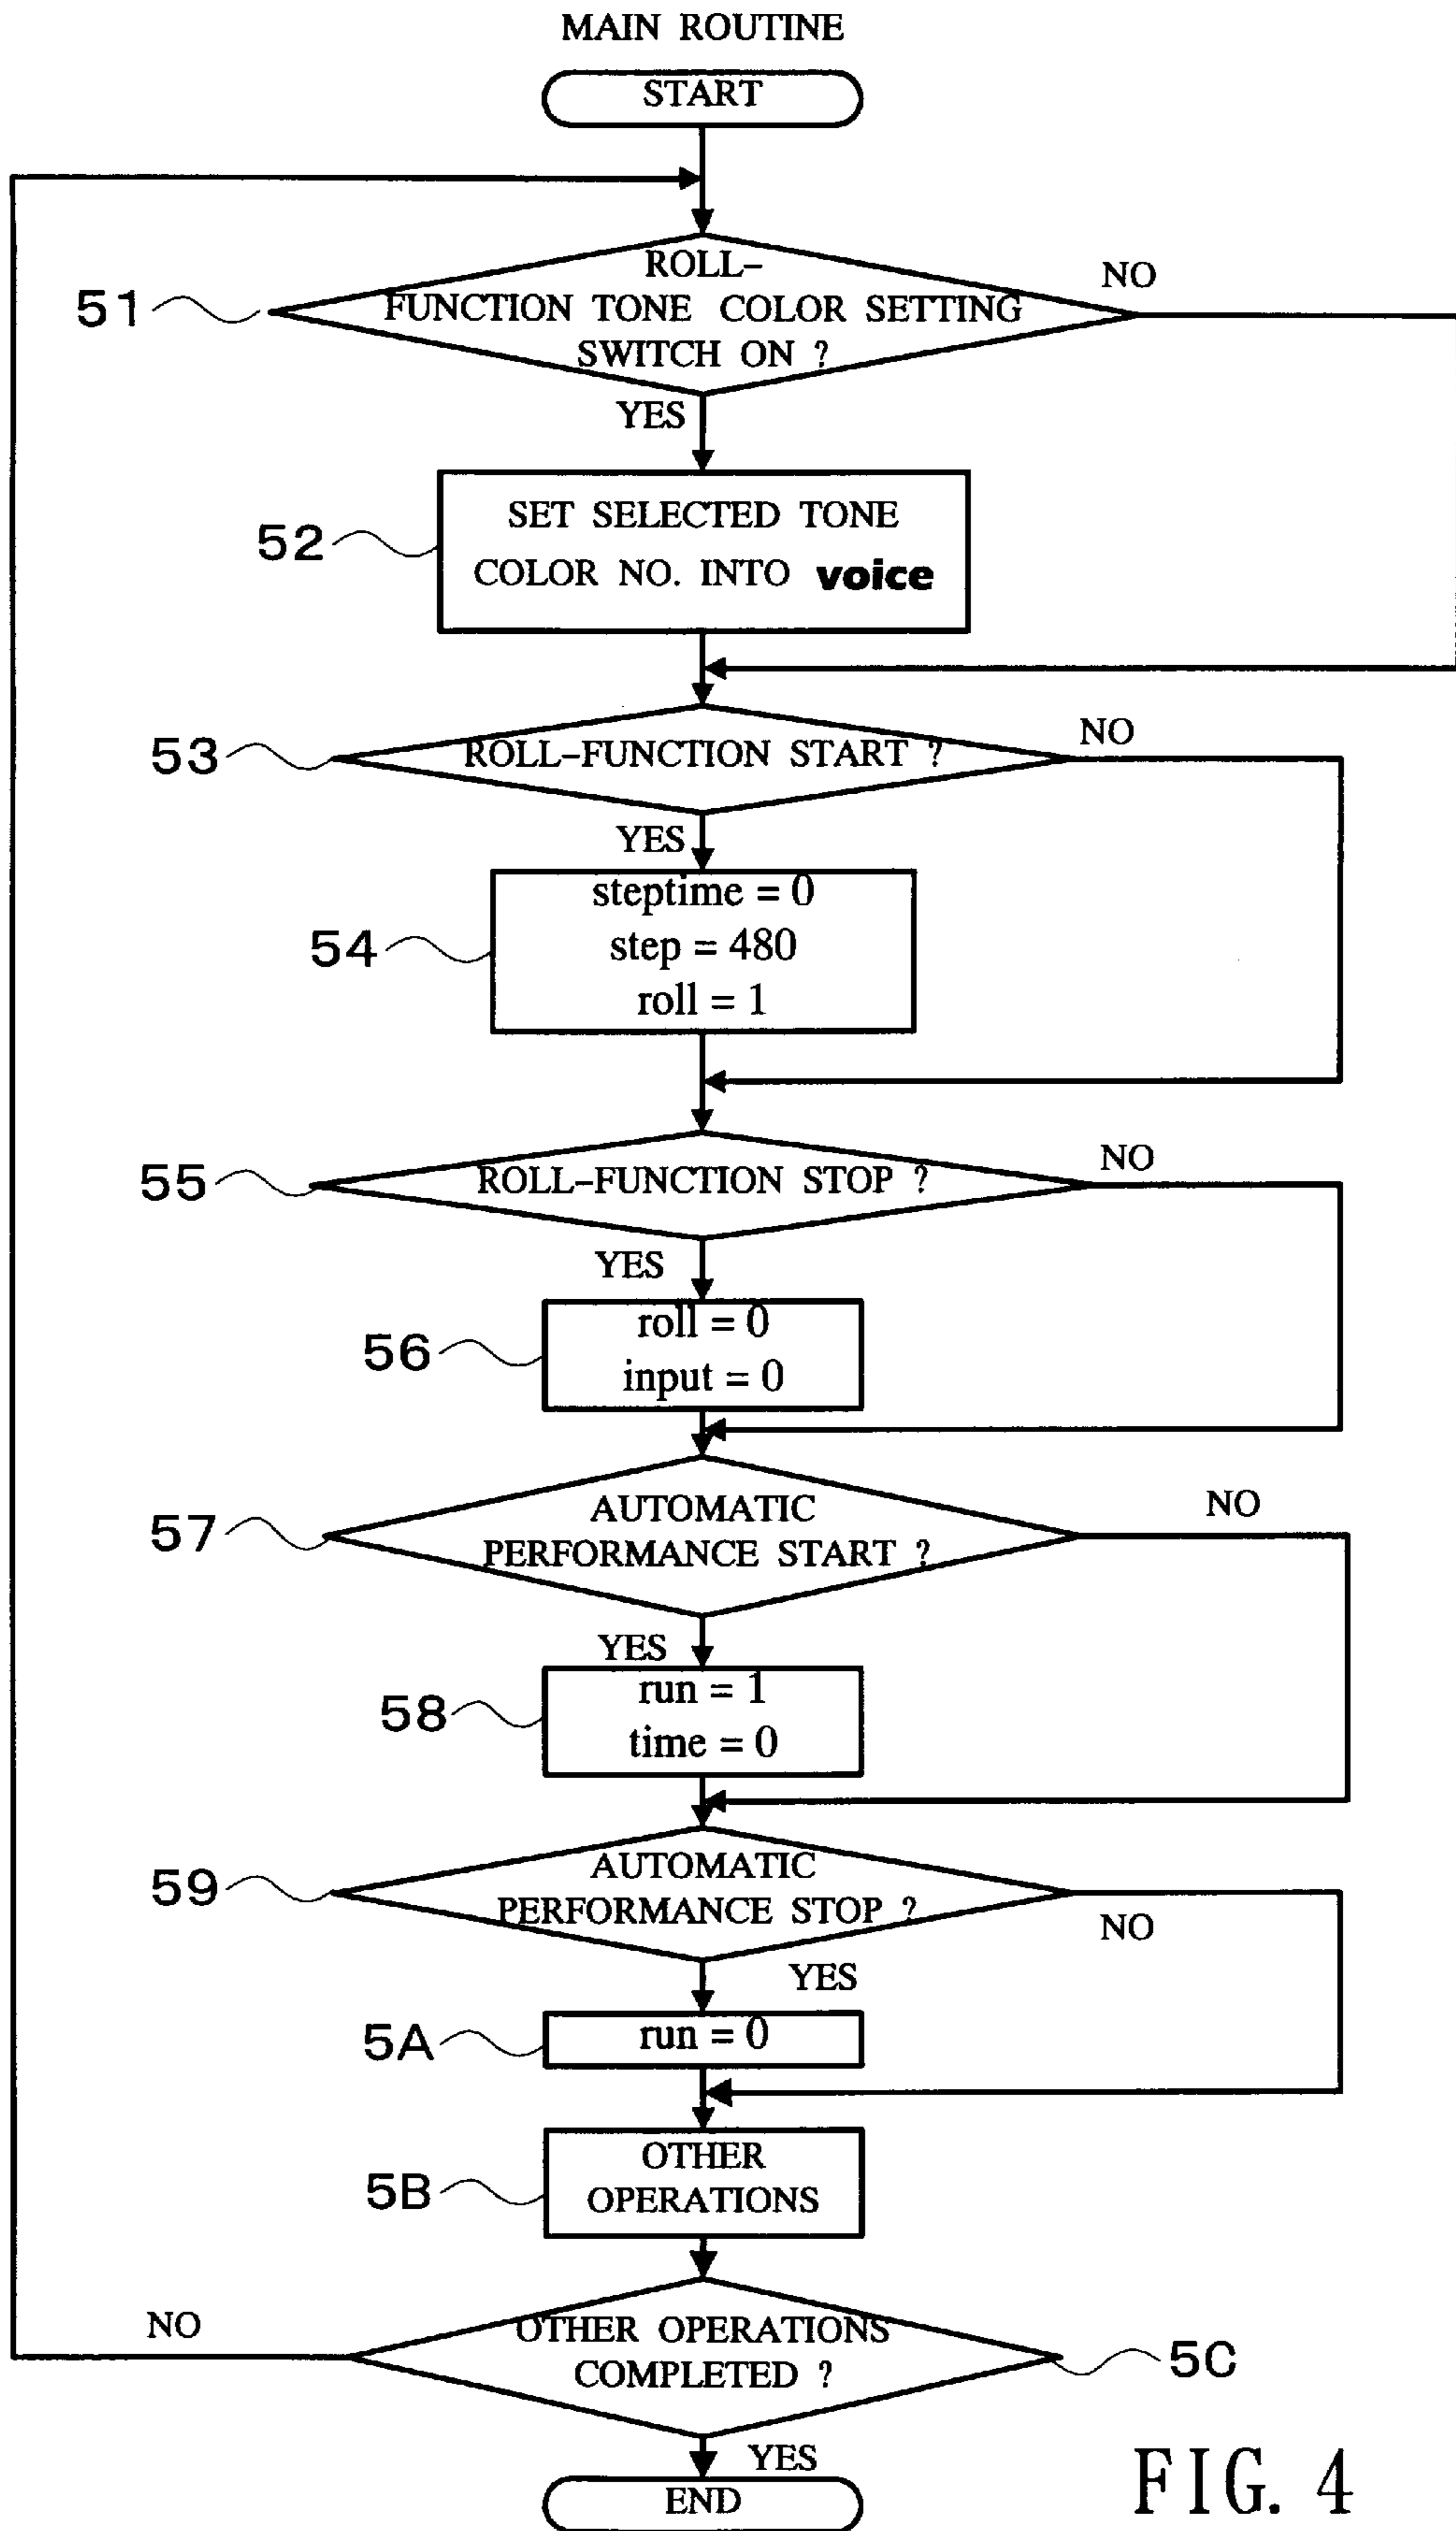 MAIN ROUTINE
START
51
ROLL-
FUNCTION TONE COLOR SETTING
SWITCH ON ?
NO
YES
52
SET SELECTED TONE
COLOR NO. INTO voice
53
ROLL-FUNCTION START ?
NO
YES
54
steptime = 0
step = 480
roll = 1
55
ROLL-FUNCTION STOP ?
NO
YES
56
roll = 0
input = 0
57
AUTOMATIC
PERFORMANCE START ?
NO
YES
58
run = 1
time = 0
59
AUTOMATIC
PERFORMANCE STOP ?
NO
YES
5A
run = 0
5B
OTHER
OPERATIONS
NO
OTHER OPERATIONS
COMPLETED ?
5C
YES
END
FIG. 4